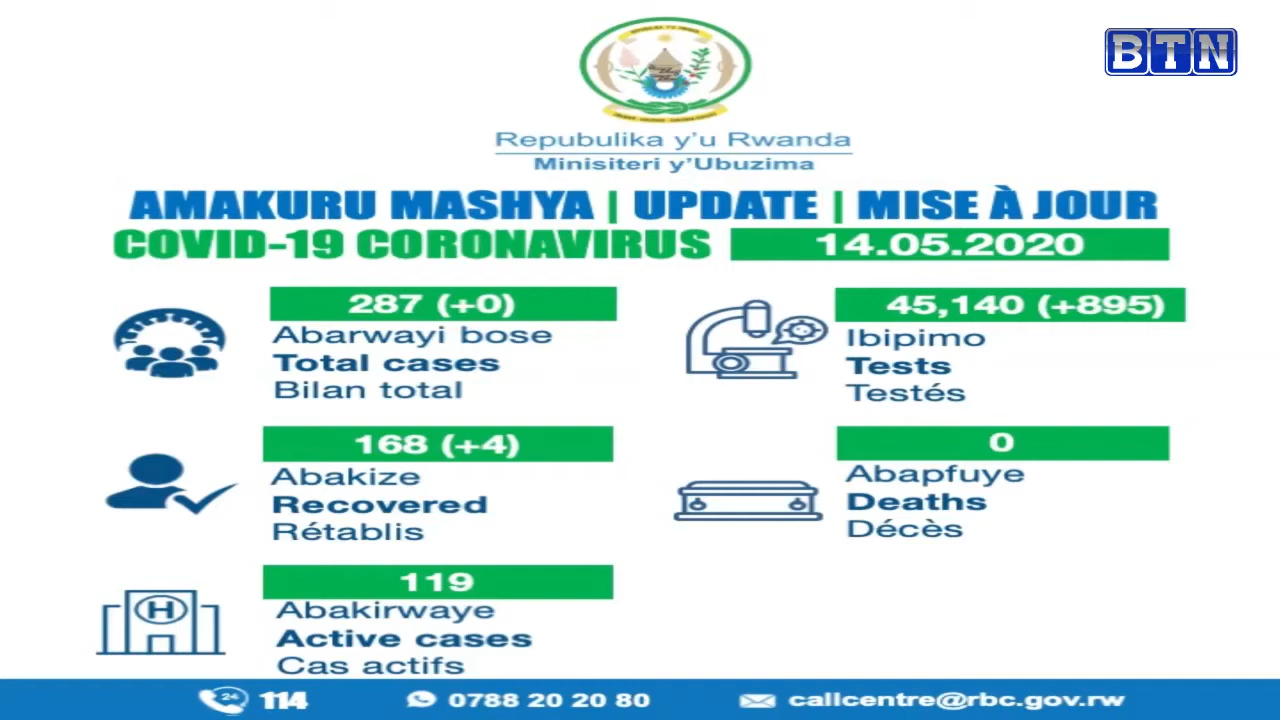 BTN
Repubulika y'u Rwanda
Minisiteri y'Ubuzima
AMAKURU MASHYA | UPDATE | MISE À JOUR
COVID-19 CORONAVIRUS 14.05.2020
287 (+0)
Abarwayi bose
Total cases
Bilan total
45,140 (+895)
Ibipimo
Tests
Testés
168 (+4)
Abakize
Recovered
Rétablis
0
Abapfuye
Deaths
Décès
H
119
Abakirwaye
Active cases
Cas actifs
24 114 0788 20 20 80 callcentre@rbc.gov.rw